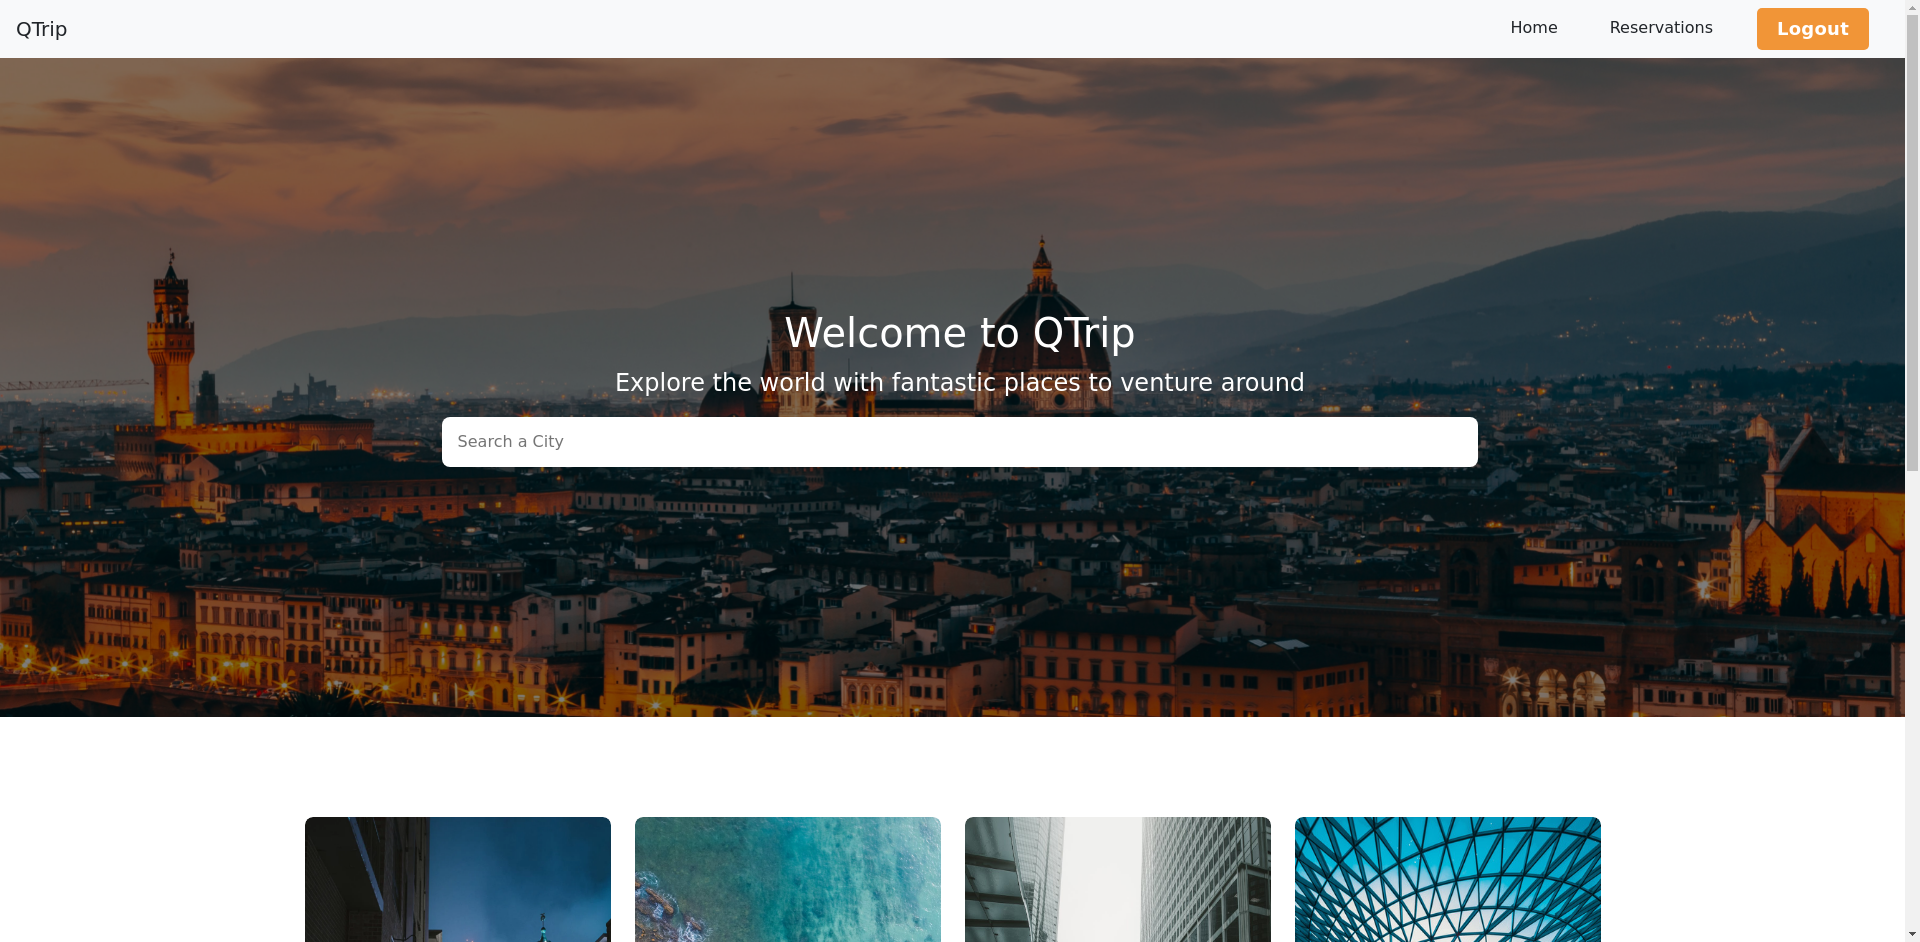 QTrip
Home
Reservations
Logout
Welcome to QTrip
Explore the world with fantastic places to venture around
Search a City